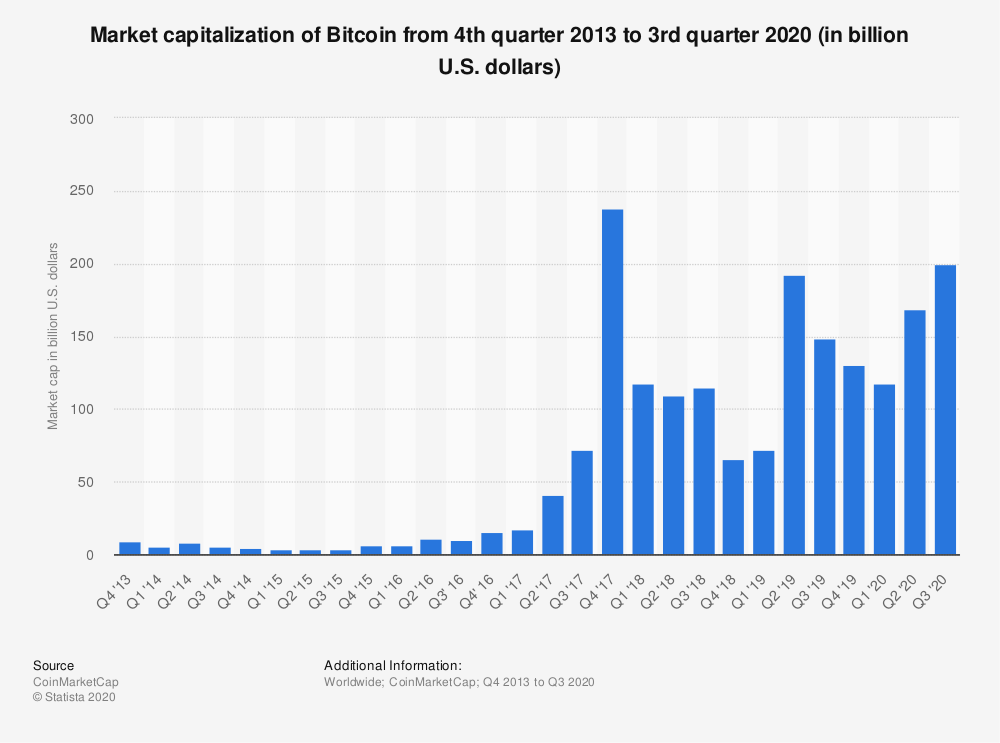 Market capitalization of Bitcoin from 4th quarter 2013 to 3rd quarter 2020 (in billion
U.S. dollars)
Market cap in billion U.S. dollars
300
250
200
150
100
50
0
Q4 '13
Q1 '14
Q2 '14
Q3 '14
Q4 '14
Q1 '15
Q2 '15
Q3 '15
Q4 '15
Q1 '16
Q2 '16
Q3 '16
Q4 '16
Q1 '17
Q2 '17
Q3 '17
Q4 '17
Q1 '18
Q2 '18
Q3 '18
Q4 '18
Q1 '19
Q2 '19
Q3 '19
Q4 '19
Q1 '20
Q2 '20
Q3 '20
Source
CoinMarketCap
© Statista 2020
Additional Information:
Worldwide; CoinMarketCap; Q4 2013 to Q3 2020